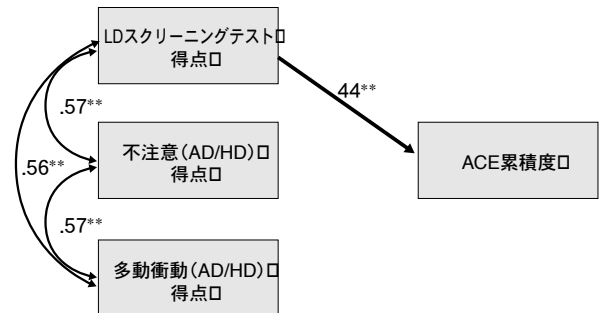 LDスクリーニングテスト□
得点□
44**
.57**
不注意(AD/HD)□
得点□
ACE累積度□
.56**
.57**
多動衝動(AD/HD)□
得点□